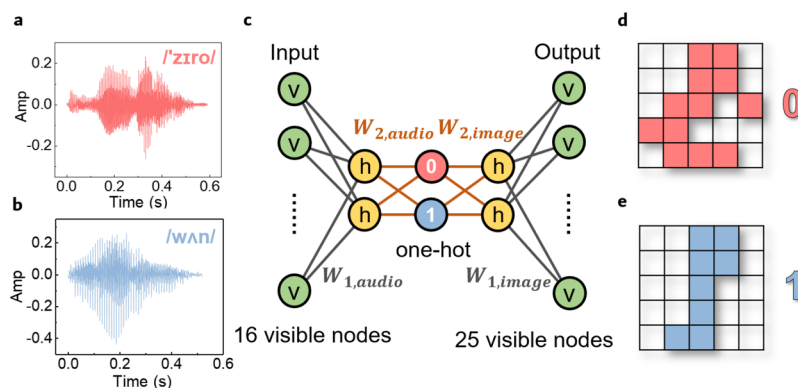 a
/'zɪro/
Amp
0.2
0.0
-0.2
0.0 0.2 0.4 0.6
Time (s)
b
/wʌn/
Amp
0.2
0.0
-0.2
-0.4
0.0 0.2 0.4 0.6
Time (s)
c
Input
Output
V V
V V
W2,audio W2,image
h 0 h
h 1 h
one-hot
W1,audio W1,image
V V
16 visible nodes
25 visible nodes
d
0
e
1